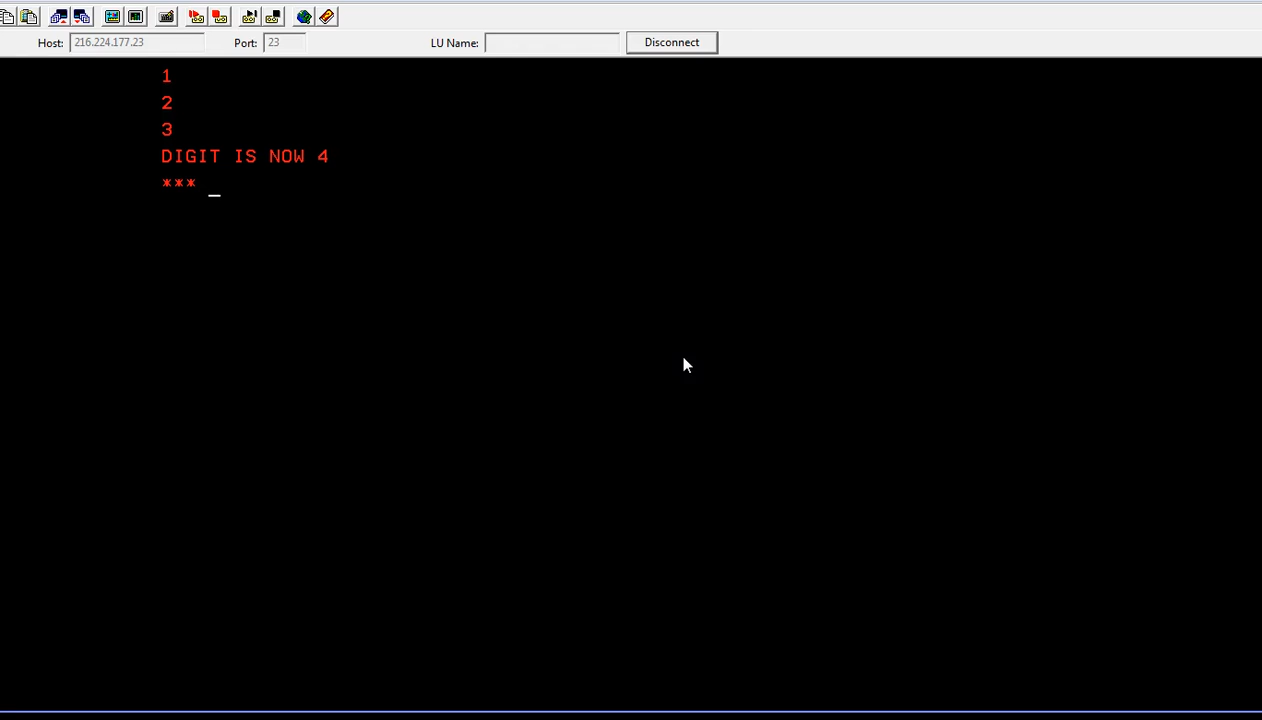 Host: 216.224.177.23 Port: 23 LU Name: Disconnect
1
2
3
DIGIT IS NOW 4
*** _